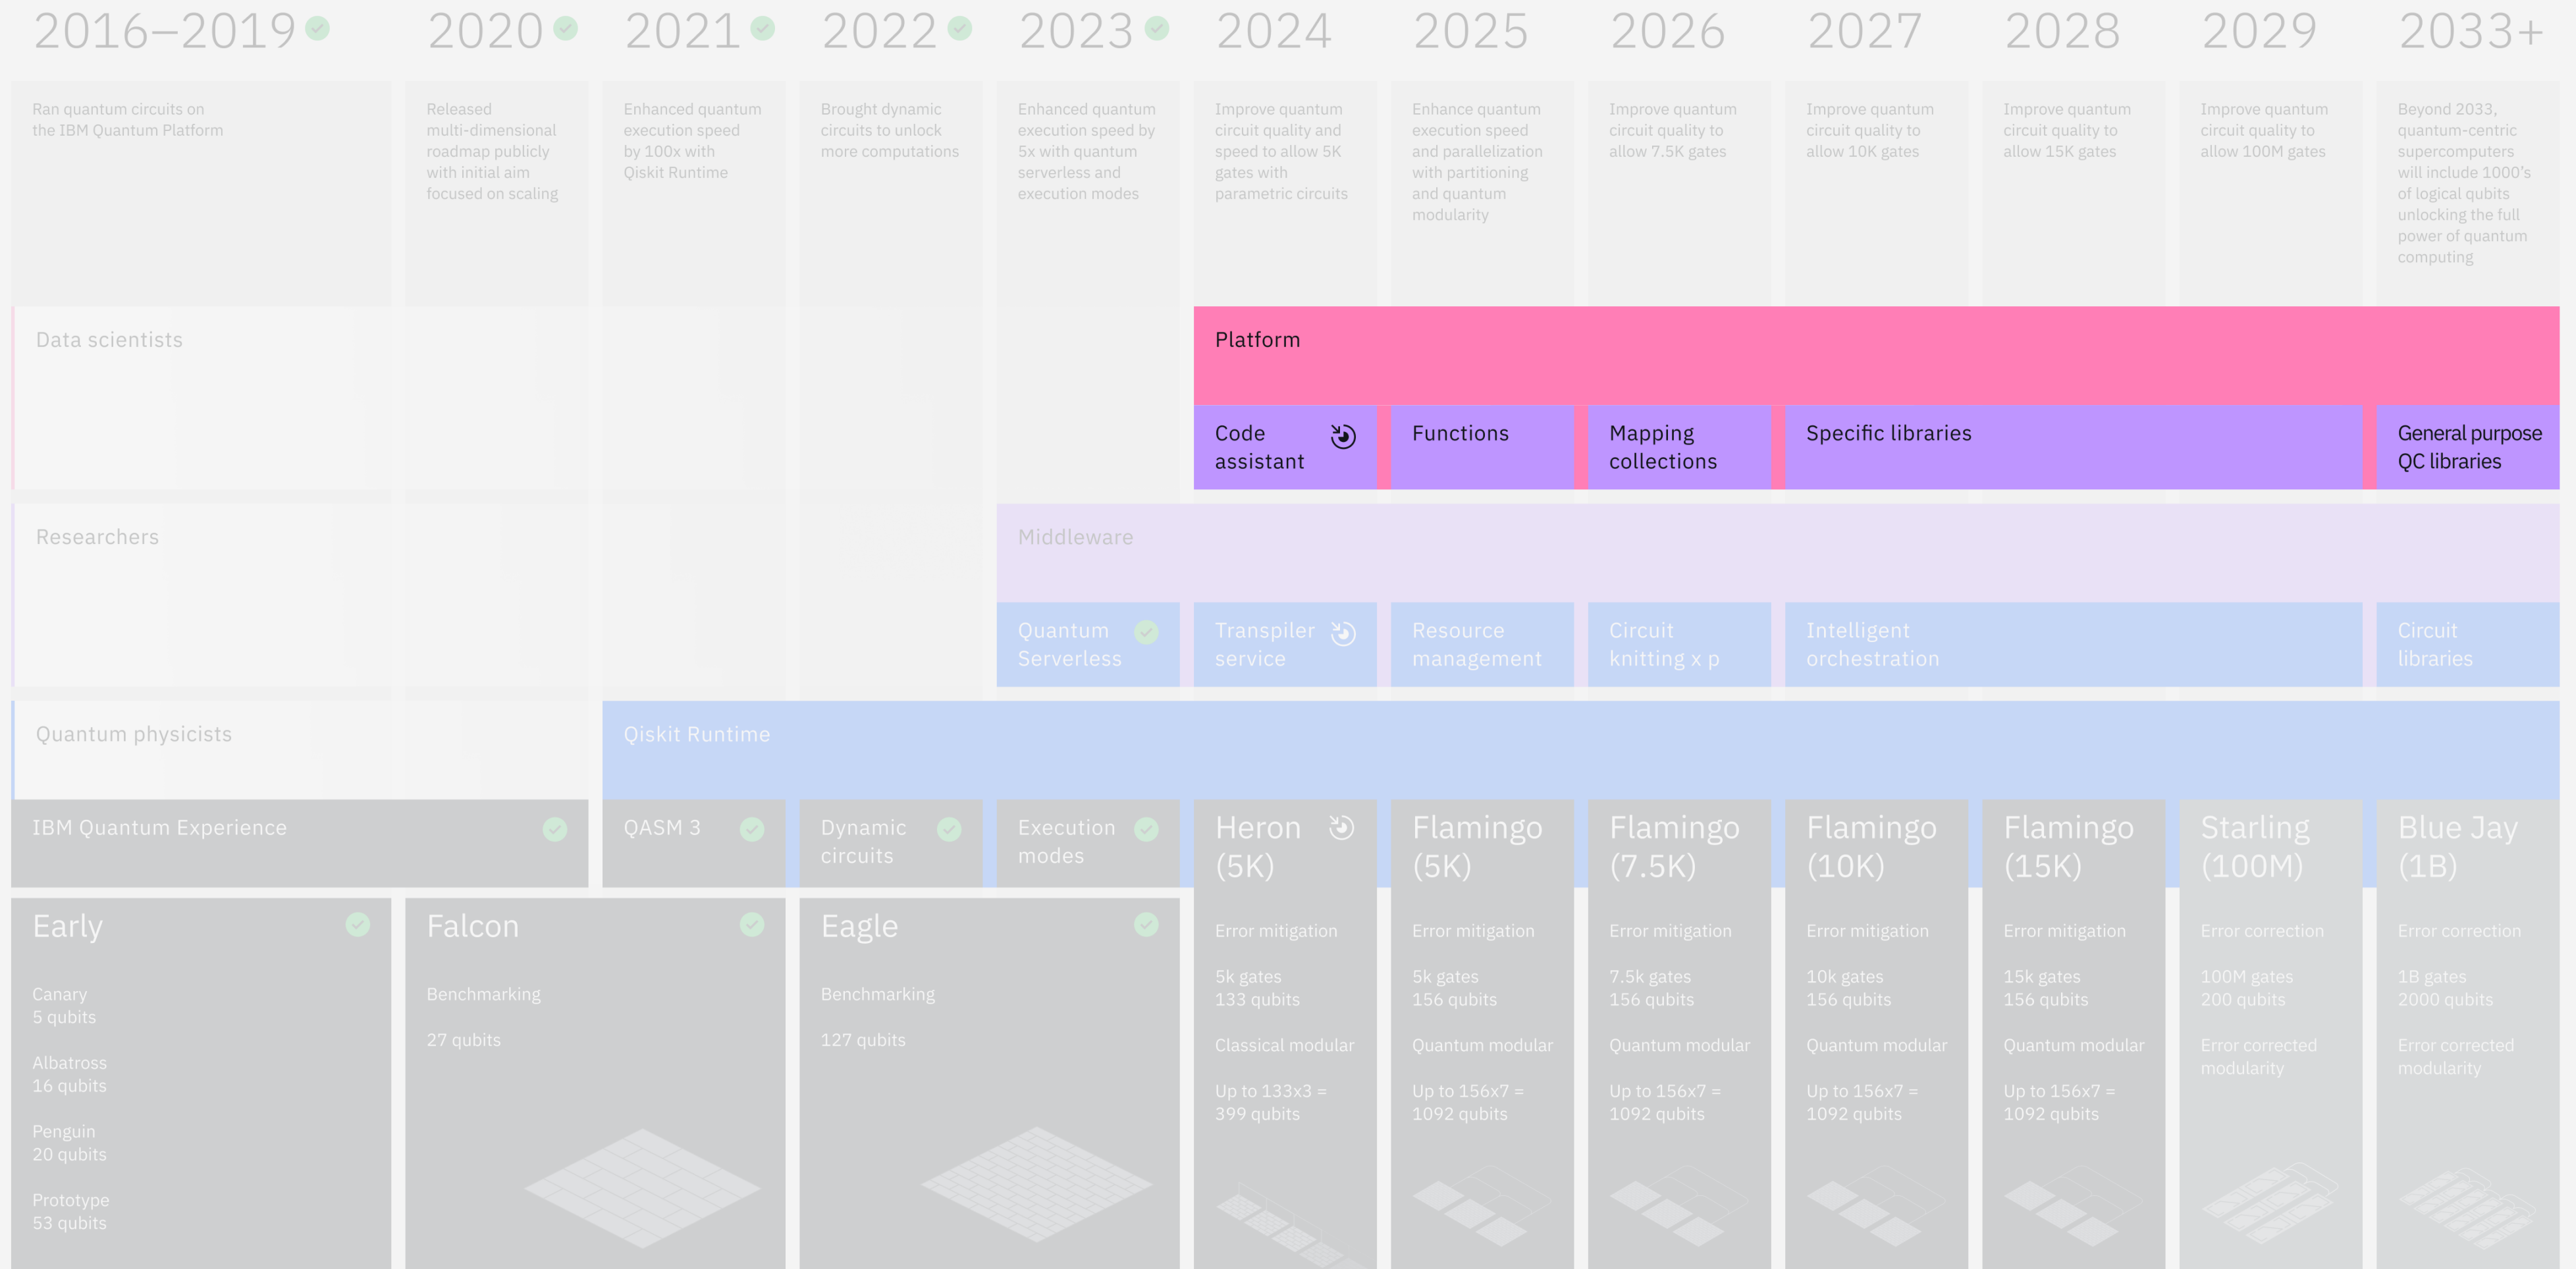 2016–2019
2020
2021
2022
2023
2024
2025
2026
2027
2028
2029
2033+
Ran quantum circuits on
the IBM Quantum Platform
Released
multi-dimensional
roadmap publicly
with initial aim
focused on scaling
Enhanced quantum
execution speed
by 100x with
Qiskit Runtime
Brought dynamic
circuits to unlock
more computations
Enhanced quantum
execution speed by
5x with quantum
serverless and
execution modes
Improve quantum
circuit quality and
speed to allow 5K
gates with
parametric circuits
Enhance quantum
execution speed
and parallelization
with partitioning
and quantum
modularity
Improve quantum
circuit quality to
allow 7.5K gates
Improve quantum
circuit quality to
allow 10K gates
Improve quantum
circuit quality to
allow 15K gates
Improve quantum
circuit quality to
allow 100M gates
Beyond 2033,
quantum-centric
supercomputers
will include 1000's
of logical qubits
unlocking the full
power of quantum
computing
Data scientists
Platform
Code
assistant
Functions
Mapping
collections
Specific libraries
General purpose
QC libraries
Researchers
Middleware
Quantum
Serverless
Transpiler
service
Resource
management
Circuit
knitting x p
Intelligent
orchestration
Circuit
libraries
Quantum physicists
Qiskit Runtime
IBM Quantum Experience
QASM 3
Dynamic
circuits
Execution
modes
Early
Canary
5 qubits
Albatross
16 qubits
Penguin
20 qubits
Prototype
53 qubits
Falcon
Benchmarking
27 qubits
Eagle
Benchmarking
127 qubits
Heron
(5K)
Error mitigation
5k gates
133 qubits
Classical modular
Up to 133x3 =
399 qubits
Flamingo
(5K)
Error mitigation
5k gates
156 qubits
Quantum modular
Up to 156x7 =
1092 qubits
Flamingo
(7.5K)
Error mitigation
7.5k gates
156 qubits
Quantum modular
Up to 156x7 =
1092 qubits
Flamingo
(10K)
Error mitigation
10k gates
156 qubits
Quantum modular
Up to 156x7 =
1092 qubits
Flamingo
(15K)
Error mitigation
15k gates
156 qubits
Quantum modular
Up to 156x7 =
1092 qubits
Starling
(100M)
Error correction
100M gates
200 qubits
Error corrected
modularity
Blue Jay
(1B)
Error correction
1B gates
2000 qubits
Error corrected
modularity